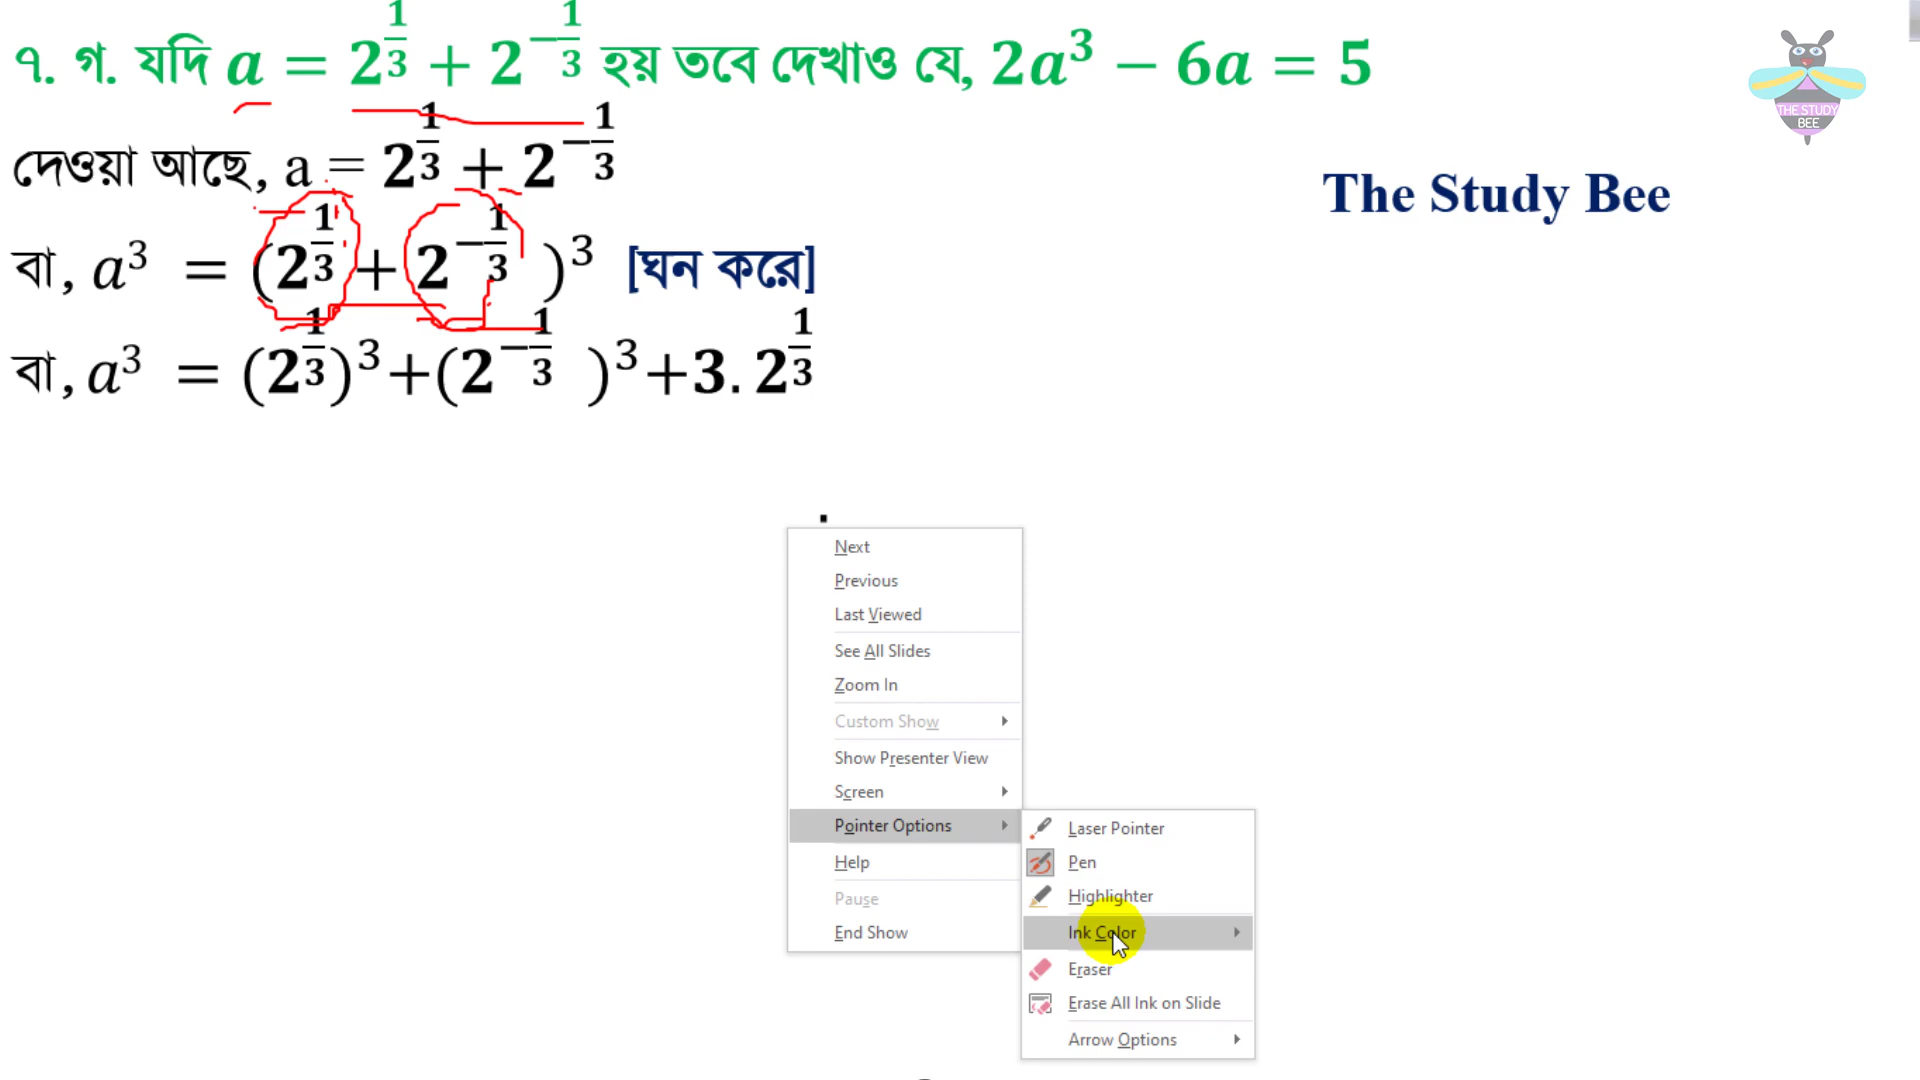 ৭. গ. যদি a = 2^{1/3} + 2^{-1/3} হয় তবে দেখাও যে, 2a³ − 6a = 5
THE STUDY
BEE
দেওয়া আছে, a = 2^{1/3} + 2^{-1/3}
The Study Bee
বা, a³ = (2^{1/3} + 2^{-1/3} )³ [ঘন করে]
বা, a³ = (2^{1/3})³+(2^{-1/3} )³+3. 2^{1/3}
Next
Previous
Last Viewed
See All Slides
Zoom In
Custom Show
Show Presenter View
Screen
Pointer Options
Help
Pause
End Show
Laser Pointer
Pen
Highlighter
Ink Color
Eraser
Erase All Ink on Slide
Arrow Options